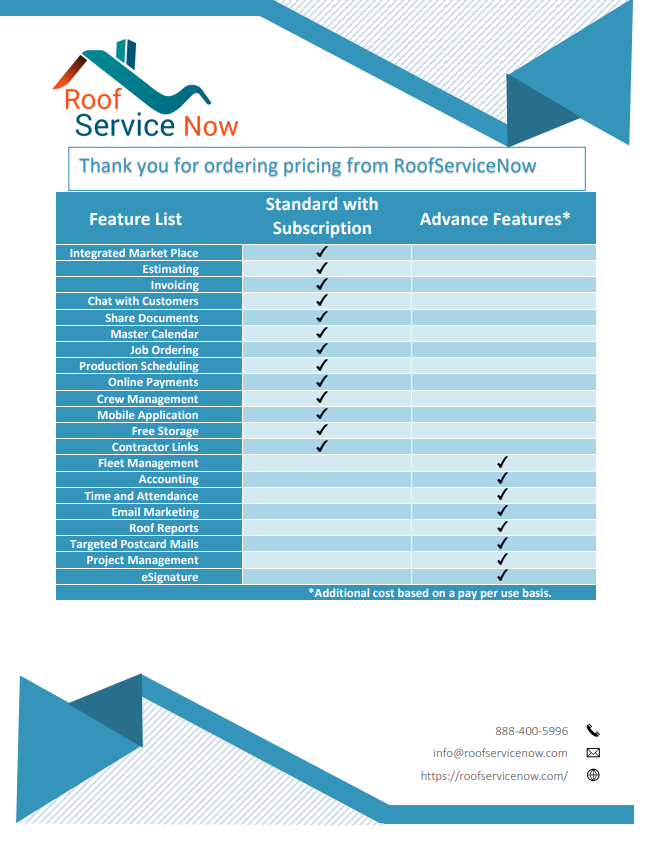 Roof
Service Now
Thank you for ordering pricing from RoofServiceNow
Feature List
Standard with
Subscription
Advance Features*
Integrated Market Place ✓
Estimating ✓
Invoicing ✓
Chat with Customers ✓
Share Documents ✓
Master Calendar ✓
Job Ordering ✓
Production Scheduling ✓
Online Payments ✓
Crew Management ✓
Mobile Application ✓
Free Storage ✓
Contractor Links ✓
Fleet Management ✓
Accounting ✓
Time and Attendance ✓
Email Marketing ✓
Roof Reports ✓
Targeted Postcard Mails ✓
Project Management ✓
eSignature ✓
*Additional cost based on a pay per use basis.
888-400-5996
info@roofservicenow.com
https://roofservicenow.com/